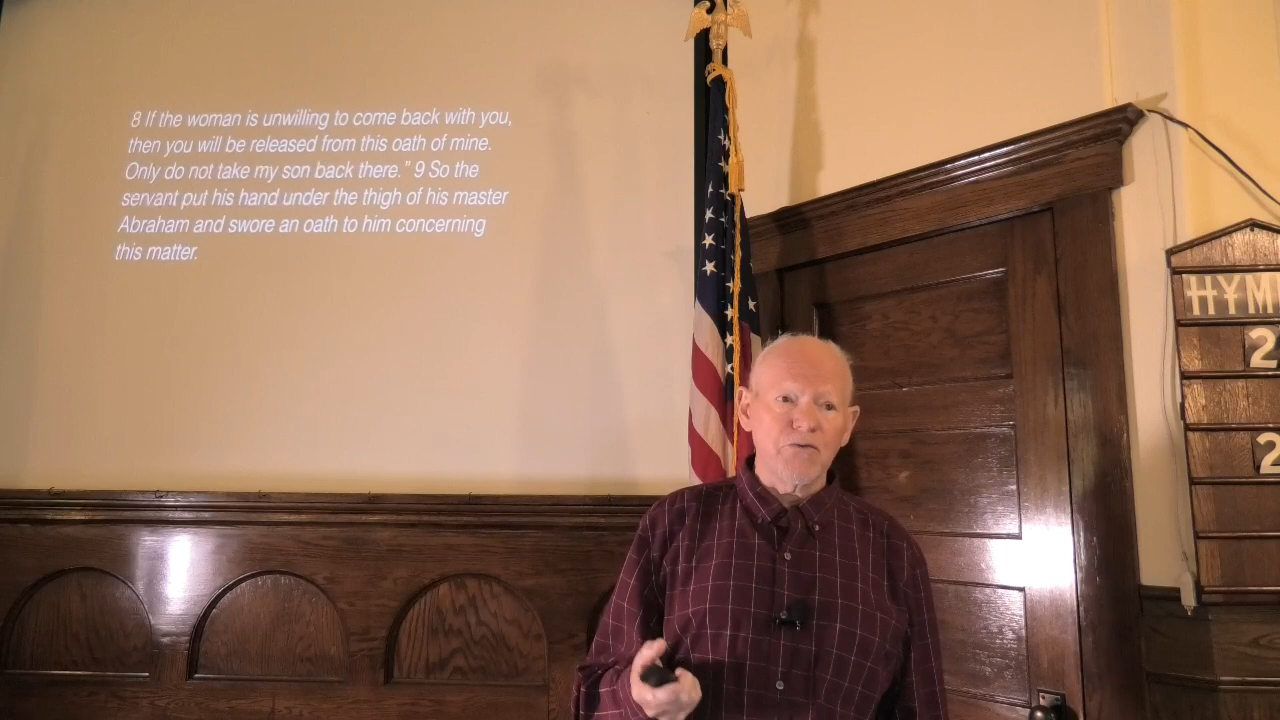 8 If the woman is unwilling to come back with you,
then you will be released from this oath of mine.
Only do not take my son back there.” 9 So the
servant put his hand under the thigh of his master
Abraham and swore an oath to him concerning
this matter.
HYM
2
2